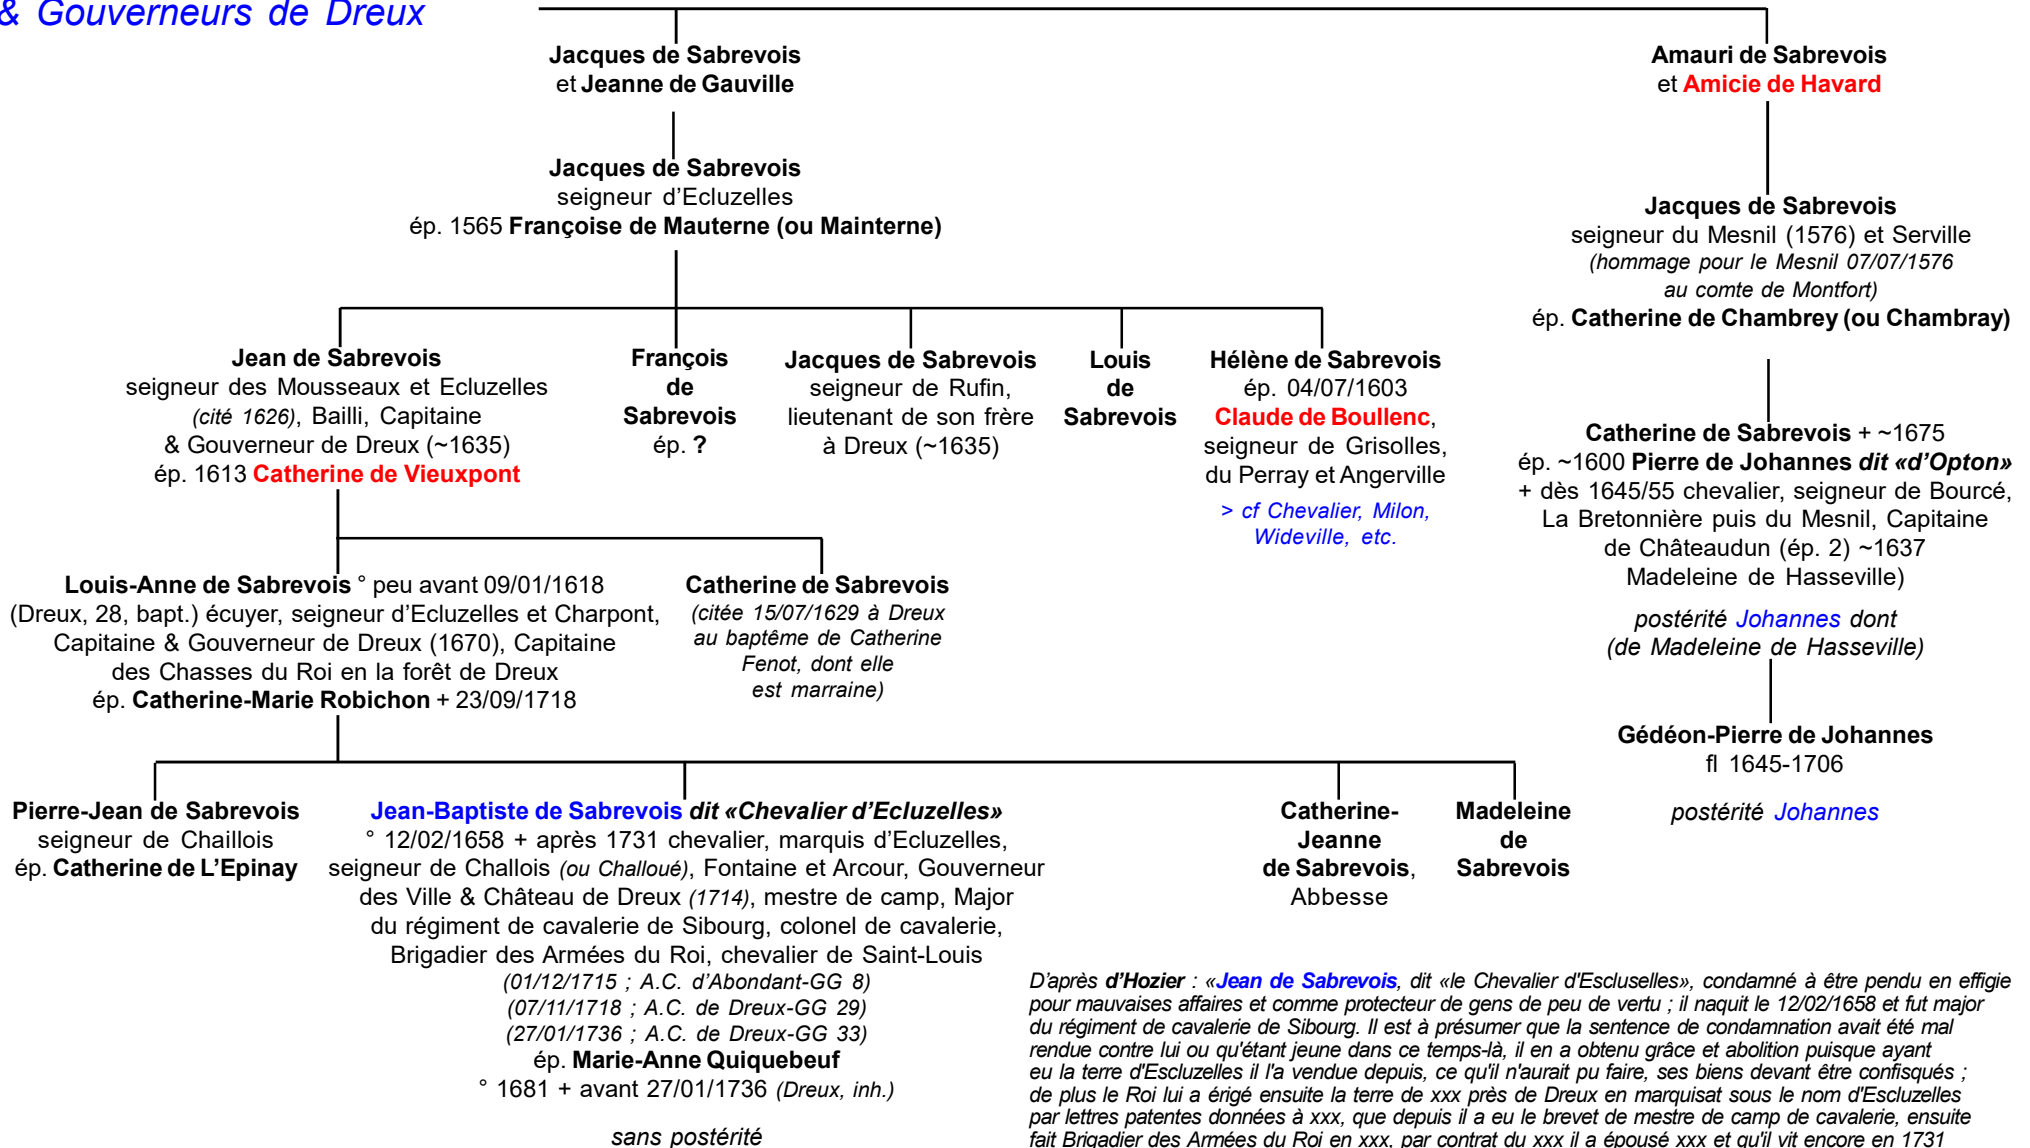 & Gouverneurs de Dreux
Jacques de Sabrevois
et Jeanne de Gauville
Amauri de Sabrevois
et Amicie de Havard
Jacques de Sabrevois
seigneur d’Ecluzelles
ép. 1565 Françoise de Mauterne (ou Mainterne)
Jacques de Sabrevois
seigneur du Mesnil (1576) et Serville
(hommage pour le Mesnil 07/07/1576
au comte de Montfort)
ép. Catherine de Chambrey (ou Chambray)
Jean de Sabrevois
seigneur des Mousseaux et Ecluzelles
(cité 1626), Bailli, Capitaine
& Gouverneur de Dreux (~1635)
ép. 1613 Catherine de Vieuxpont
François
de
Sabrevois
ép. ?
Jacques de Sabrevois
seigneur de Rufin,
lieutenant de son frère
à Dreux (~1635)
Louis
de
Sabrevois
Hélène de Sabrevois
ép. 04/07/1603
Claude de Boullenc,
seigneur de Grisolles,
du Perray et Angerville
> cf Chevalier, Milon,
Wideville, etc.
Catherine de Sabrevois + ~1675
ép. ~1600 Pierre de Johannes dit «d’Opton»
+ dès 1645/55 chevalier, seigneur de Bourcé,
La Bretonnière puis du Mesnil, Capitaine
de Châteaudun (ép. 2) ~1637
Madeleine de Hasseville)
postérité Johannes dont
(de Madeleine de Hasseville)
Louis-Anne de Sabrevois ° peu avant 09/01/1618
(Dreux, 28, bapt.) écuyer, seigneur d’Ecluzelles et Charpont,
Capitaine & Gouverneur de Dreux (1670), Capitaine
des Chasses du Roi en la forêt de Dreux
ép. Catherine-Marie Robichon + 23/09/1718
Catherine de Sabrevois
(citée 15/07/1629 à Dreux
au baptême de Catherine
Fenot, dont elle
est marraine)
Gédéon-Pierre de Johannes
fl 1645-1706
postérité Johannes
Pierre-Jean de Sabrevois
seigneur de Chaillois
ép. Catherine de L’Epinay
Jean-Baptiste de Sabrevois dit «Chevalier d’Ecluzelles»
° 12/02/1658 + après 1731 chevalier, marquis d’Ecluzelles,
seigneur de Challois (ou Challoué), Fontaine et Arcour, Gouverneur
des Ville & Château de Dreux (1714), mestre de camp, Major
du régiment de cavalerie de Sibourg, colonel de cavalerie,
Brigadier des Armées du Roi, chevalier de Saint-Louis
(01/12/1715 ; A.C. d’Abondant-GG 8)
(07/11/1718 ; A.C. de Dreux-GG 29)
(27/01/1736 ; A.C. de Dreux-GG 33)
ép. Marie-Anne Quiquebeuf
° 1681 + avant 27/01/1736 (Dreux, inh.)
sans postérité
Catherine-
Jeanne
de Sabrevois,
Abbesse
Madeleine
de
Sabrevois
D'après d’Hozier : «Jean de Sabrevois, dit «le Chevalier d'Escluselles», condamné à être pendu en effigie
pour mauvaises affaires et comme protecteur de gens de peu de vertu ; il naquit le 12/02/1658 et fut major
du régiment de cavalerie de Sibourg. Il est à présumer que la sentence de condamnation avait été mal
rendue contre lui ou qu'étant jeune dans ce temps-là, il en a obtenu grâce et abolition puisque ayant
eu la terre d'Escluzelles il l'a vendue depuis, ce qu'il n'aurait pu faire, ses biens devant être confisqués ;
de plus le Roi lui a érigé ensuite la terre de xxx près de Dreux en marquisat sous le nom d'Escluzelles
par lettres patentes données à xxx, que depuis il a eu le brevet de mestre de camp de cavalerie, ensuite
fait Brigadier des Armées du Roi en xxx, par contrat du xxx il a épousé xxx et qu'il vit encore en 1731